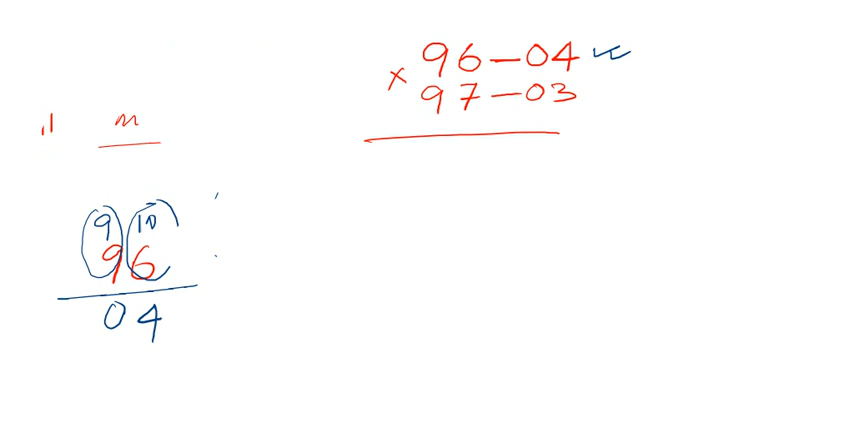 × 96 — 04
97 — 03
9 10
96
04